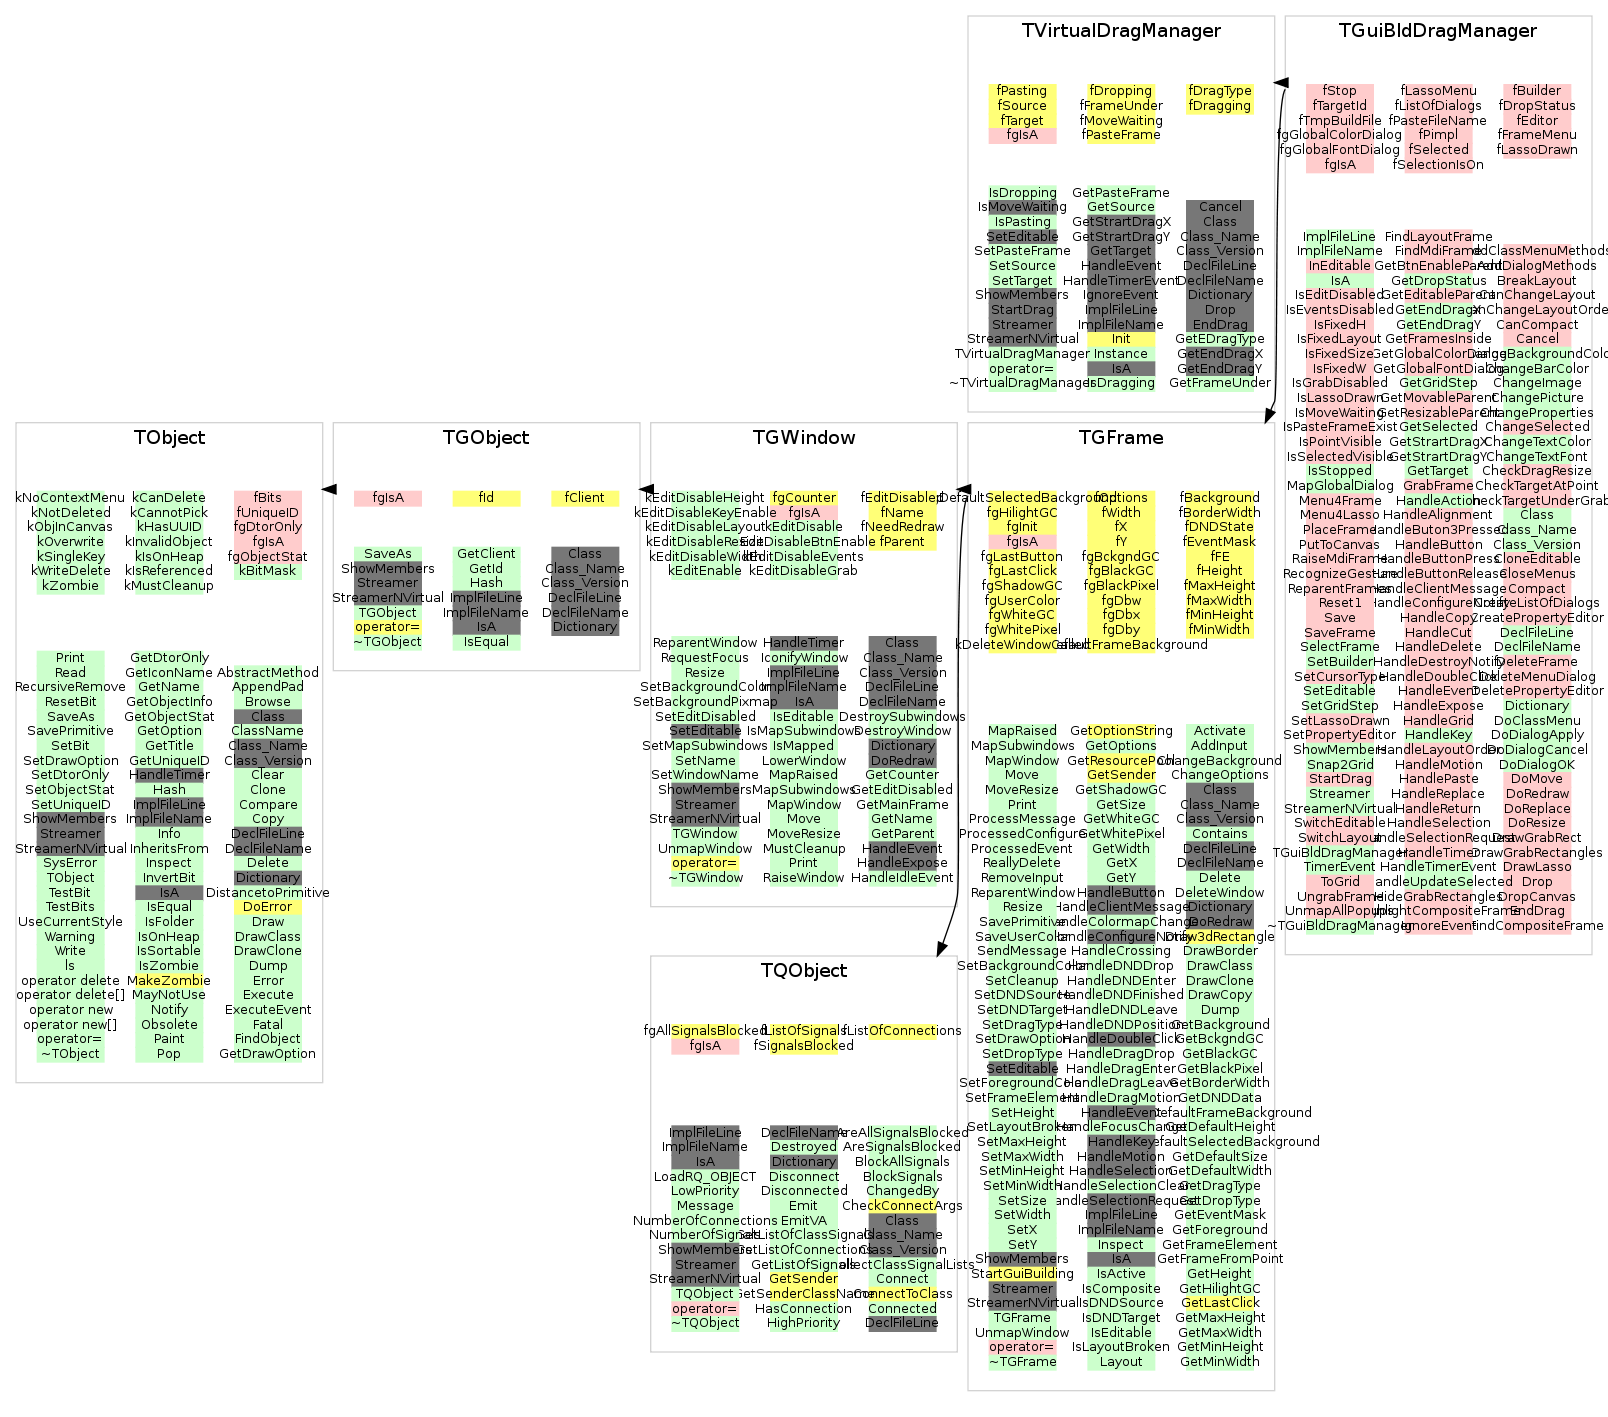 TVirtualDragManager
fPasting
fSource
fTarget
fgIsA
fDropping
fFrameUnder
fMoveWaiting
fPasteFrame
fDragType
fDragging
IsDropping
IsMoveWaiting
IsPasting
SetEditable
SetPasteFrame
SetSource
SetTarget
ShowMembers
StartDrag
Streamer
StreamerNVirtual
TVirtualDragManager
operator=
~TVirtualDragManager
GetPasteFrame
GetSource
GetStrartDragX
GetStrartDragY
GetTarget
HandleEvent
HandleTimerEvent
IgnoreEvent
ImplFileLine
ImplFileName
Init
Instance
IsA
IsDragging
Cancel
Class
Class_Name
Class_Version
DeclFileLine
DeclFileName
Dictionary
Drop
EndDrag
GetEDragType
GetEndDragX
GetEndDragY
GetFrameUnder
TGuiBldDragManager
fStop
fTargetId
fTmpBuildFile
fgGlobalColorDialog
fgGlobalFontDialog
fgIsA
fLassoMenu
fListOfDialogs
fPasteFileName
fPimpl
fSelected
fSelectionIsOn
fBuilder
fDropStatus
fEditor
fFrameMenu
fLassoDrawn
ImplFileLine
ImplFileName
InEditable
IsA
IsEditDisabled
IsEventsDisabled
IsFixedH
IsFixedLayout
IsFixedSize
IsFixedW
IsGrabDisabled
IsLassoDrawn
IsMoveWaiting
IsPasteFrameExist
IsPointVisible
IsSelectedVisible
IsStopped
MapGlobalDialog
Menu4Frame
Menu4Lasso
PlaceFrame
PutToCanvas
RaiseMdiFrame
RecognizeGesture
ReparentFrames
Reset1
Save
SaveFrame
SelectFrame
SetBuilder
SetCursorType
SetEditable
SetGridStep
SetLassoDrawn
SetPropertyEditor
ShowMembers
Snap2Grid
StartDrag
Streamer
StreamerNVirtual
SwitchEditable
SwitchLayout
TGuiBldDragManager
TimerEvent
ToGrid
UngrabFrame
UnmapAllPopups
~TGuiBldDragManager
FindLayoutFrame
FindMdiFrame
GetBtnEnableParent
GetDropStatus
GetEditableParent
GetEndDragX
GetEndDragY
GetFramesInside
GetGlobalColorDialog
GetGlobalFontDialog
GetGridStep
GetMovableParent
GetResizableParent
GetSelected
GetStrartDragX
GetStrartDragY
GetTarget
GrabFrame
HandleAction
HandleAlignment
HandleButon3Pressed
HandleButton
HandleButtonPress
HandleButtonRelease
HandleClientMessage
HandleConfigureNotify
HandleCopy
HandleCut
HandleDelete
HandleDestroyNotify
HandleDoubleClick
HandleEvent
HandleExpose
HandleGrid
HandleKey
HandleLayoutOrder
HandleMotion
HandlePaste
HandleReplace
HandleReturn
HandleSelection
HandleSelectionRequest
HandleTimer
HandleTimerEvent
HandleUpdateSelected
HideGrabRectangles
HighlightCompositeFrame
IgnoreEvent
AddClassMenuMethods
AddDialogMethods
BreakLayout
CanChangeLayout
CanChangeLayoutOrder
CanCompact
Cancel
ChangeBackgroundColor
ChangeBarColor
ChangeImage
ChangePicture
ChangeProperties
ChangeSelected
ChangeTextColor
ChangeTextFont
CheckDragResize
CheckTargetAtPoint
CheckTargetUnderGrab
Class
Class_Name
Class_Version
CloneEditable
CloseMenus
Compact
CreateListOfDialogs
CreatePropertyEditor
DeclFileLine
DeclFileName
DeleteFrame
DeleteMenuDialog
DeletePropertyEditor
Dictionary
DoClassMenu
DoDialogApply
DoDialogCancel
DoDialogOK
DoMove
DoRedraw
DoReplace
DoResize
DrawGrabRect
DrawGrabRectangles
DrawLasso
Drop
DropCanvas
EndDrag
FindCompositeFrame
TObject
kNoContextMenu
kNotDeleted
kObjInCanvas
kOverwrite
kSingleKey
kWriteDelete
kZombie
kCanDelete
kCannotPick
kHasUUID
kInvalidObject
kIsOnHeap
kIsReferenced
kMustCleanup
fBits
fUniqueID
fgDtorOnly
fgIsA
fgObjectStat
kBitMask
Print
Read
RecursiveRemove
ResetBit
SaveAs
SavePrimitive
SetBit
SetDrawOption
SetDtorOnly
SetObjectStat
SetUniqueID
ShowMembers
Streamer
StreamerNVirtual
SysError
TObject
TestBit
TestBits
UseCurrentStyle
Warning
Write
ls
operator delete
operator delete[]
operator new
operator new[]
operator=
~TObject
GetDtorOnly
GetIconName
GetName
GetObjectInfo
GetObjectStat
GetOption
GetTitle
GetUniqueID
HandleTimer
Hash
ImplFileLine
ImplFileName
Info
InheritsFrom
Inspect
InvertBit
IsA
IsEqual
IsFolder
IsOnHeap
IsSortable
IsZombie
MakeZombie
MayNotUse
Notify
Obsolete
Paint
Pop
AbstractMethod
AppendPad
Browse
Class
ClassName
Class_Name
Class_Version
Clear
Clone
Compare
Copy
DeclFileLine
DeclFileName
Delete
Dictionary
DistancetoPrimitive
DoError
Draw
DrawClass
DrawClone
Dump
Error
Execute
ExecuteEvent
Fatal
FindObject
GetDrawOption
TGObject
fgIsA
fId
fClient
SaveAs
ShowMembers
Streamer
StreamerNVirtual
TGObject
operator=
~TGObject
GetClient
GetId
Hash
ImplFileLine
ImplFileName
IsA
IsEqual
Class
Class_Name
Class_Version
DeclFileLine
DeclFileName
Dictionary
TGWindow
kEditDisableHeight
kEditDisableKeyEnable
kEditDisableLayout
kEditDisableResize
kEditDisableWidth
kEditEnable
fgCounter
fgIsA
kEditDisable
kEditDisableBtnEnable
kEditDisableEvents
kEditDisableGrab
fEditDisabled
fName
fNeedRedraw
fParent
ReparentWindow
RequestFocus
Resize
SetBackgroundColor
SetBackgroundPixmap
SetEditDisabled
SetEditable
SetMapSubwindows
SetName
SetWindowName
ShowMembers
Streamer
StreamerNVirtual
TGWindow
UnmapWindow
operator=
~TGWindow
HandleTimer
IconifyWindow
ImplFileLine
ImplFileName
IsA
IsEditable
IsMapSubwindows
IsMapped
LowerWindow
MapRaised
MapSubwindows
MapWindow
Move
MoveResize
MustCleanup
Print
RaiseWindow
Class
Class_Name
Class_Version
DeclFileLine
DeclFileName
DestroySubwindows
DestroyWindow
Dictionary
DoRedraw
GetCounter
GetEditDisabled
GetMainFrame
GetName
GetParent
HandleEvent
HandleExpose
HandleIdleEvent
TGFrame
fgHilightGC
fgInit
fgIsA
fgLastButton
fgLastClick
fgShadowGC
fgUserColor
fgWhiteGC
fgWhitePixel
kDeleteWindowCalled
fOptions
fWidth
fX
fY
fgBckgndGC
fgBlackGC
fgBlackPixel
fgDbw
fgDbx
fgDby
fBackground
fBorderWidth
fDNDState
fEventMask
fFE
fHeight
fMaxHeight
fMaxWidth
fMinHeight
fMinWidth
MapRaised
MapSubwindows
MapWindow
Move
MoveResize
Print
ProcessMessage
ProcessedConfigure
ProcessedEvent
ReallyDelete
RemoveInput
ReparentWindow
Resize
SavePrimitive
SaveUserColor
SendMessage
SetBackgroundColor
SetCleanup
SetDNDSource
SetDNDTarget
SetDragType
SetDrawOption
SetDropType
SetEditable
SetForegroundColor
SetFrameElement
SetHeight
SetLayoutBroken
SetMaxHeight
SetMaxWidth
SetMinHeight
SetMinWidth
SetSize
SetWidth
SetX
SetY
ShowMembers
StartGuiBuilding
Streamer
StreamerNVirtual
TGFrame
UnmapWindow
operator=
~TGFrame
GetOptionString
GetOptions
GetResourcePool
GetSender
GetShadowGC
GetSize
GetWhiteGC
GetWhitePixel
GetWidth
GetX
GetY
HandleButton
HandleClientMessage
HandleColormapChange
HandleConfigureNotify
HandleCrossing
HandleDNDDrop
HandleDNDEnter
HandleDNDFinished
HandleDNDLeave
HandleDNDPosition
HandleDoubleClick
HandleDragDrop
HandleDragEnter
HandleDragLeave
HandleDragMotion
HandleEvent
HandleFocusChange
HandleKey
HandleMotion
HandleSelection
HandleSelectionClear
HandleSelectionRequest
ImplFileLine
ImplFileName
Inspect
IsA
IsActive
IsComposite
IsDNDSource
IsDNDTarget
IsEditable
IsLayoutBroken
Layout
Activate
AddInput
ChangeBackground
ChangeOptions
Class
Class_Name
Class_Version
Contains
DeclFileLine
DeclFileName
Delete
DeleteWindow
Dictionary
DoRedraw
Draw3dRectangle
DrawBorder
DrawClass
DrawClone
DrawCopy
Dump
GetBackground
GetBckgndGC
GetBlackGC
GetBlackPixel
GetBorderWidth
GetDNDData
GetDefaultFrameBackground
GetDefaultHeight
GetDefaultSelectedBackground
GetDefaultSize
GetDefaultWidth
GetDragType
GetDropType
GetEventMask
GetForeground
GetFrameElement
GetFrameFromPoint
GetHeight
GetHilightGC
GetLastClick
GetMaxHeight
GetMaxWidth
GetMinHeight
GetMinWidth
TQObject
fgAllSignalsBlocked
fgIsA
fListOfSignals
fSignalsBlocked
fListOfConnections
ImplFileLine
ImplFileName
IsA
LoadRQ_OBJECT
LowPriority
Message
NumberOfConnections
NumberOfSignals
ShowMembers
Streamer
StreamerNVirtual
TQObject
operator=
~TQObject
DeclFileName
Destroyed
Dictionary
Disconnect
Disconnected
Emit
EmitVA
GetListOfClassSignals
GetListOfConnections
GetListOfSignals
GetSender
GetSenderClassName
HasConnection
HighPriority
AreAllSignalsBlocked
AreSignalsBlocked
BlockAllSignals
BlockSignals
ChangedBy
CheckConnectArgs
Class
Class_Name
Class_Version
CollectClassSignalLists
Connect
ConnectToClass
Connected
DeclFileLine